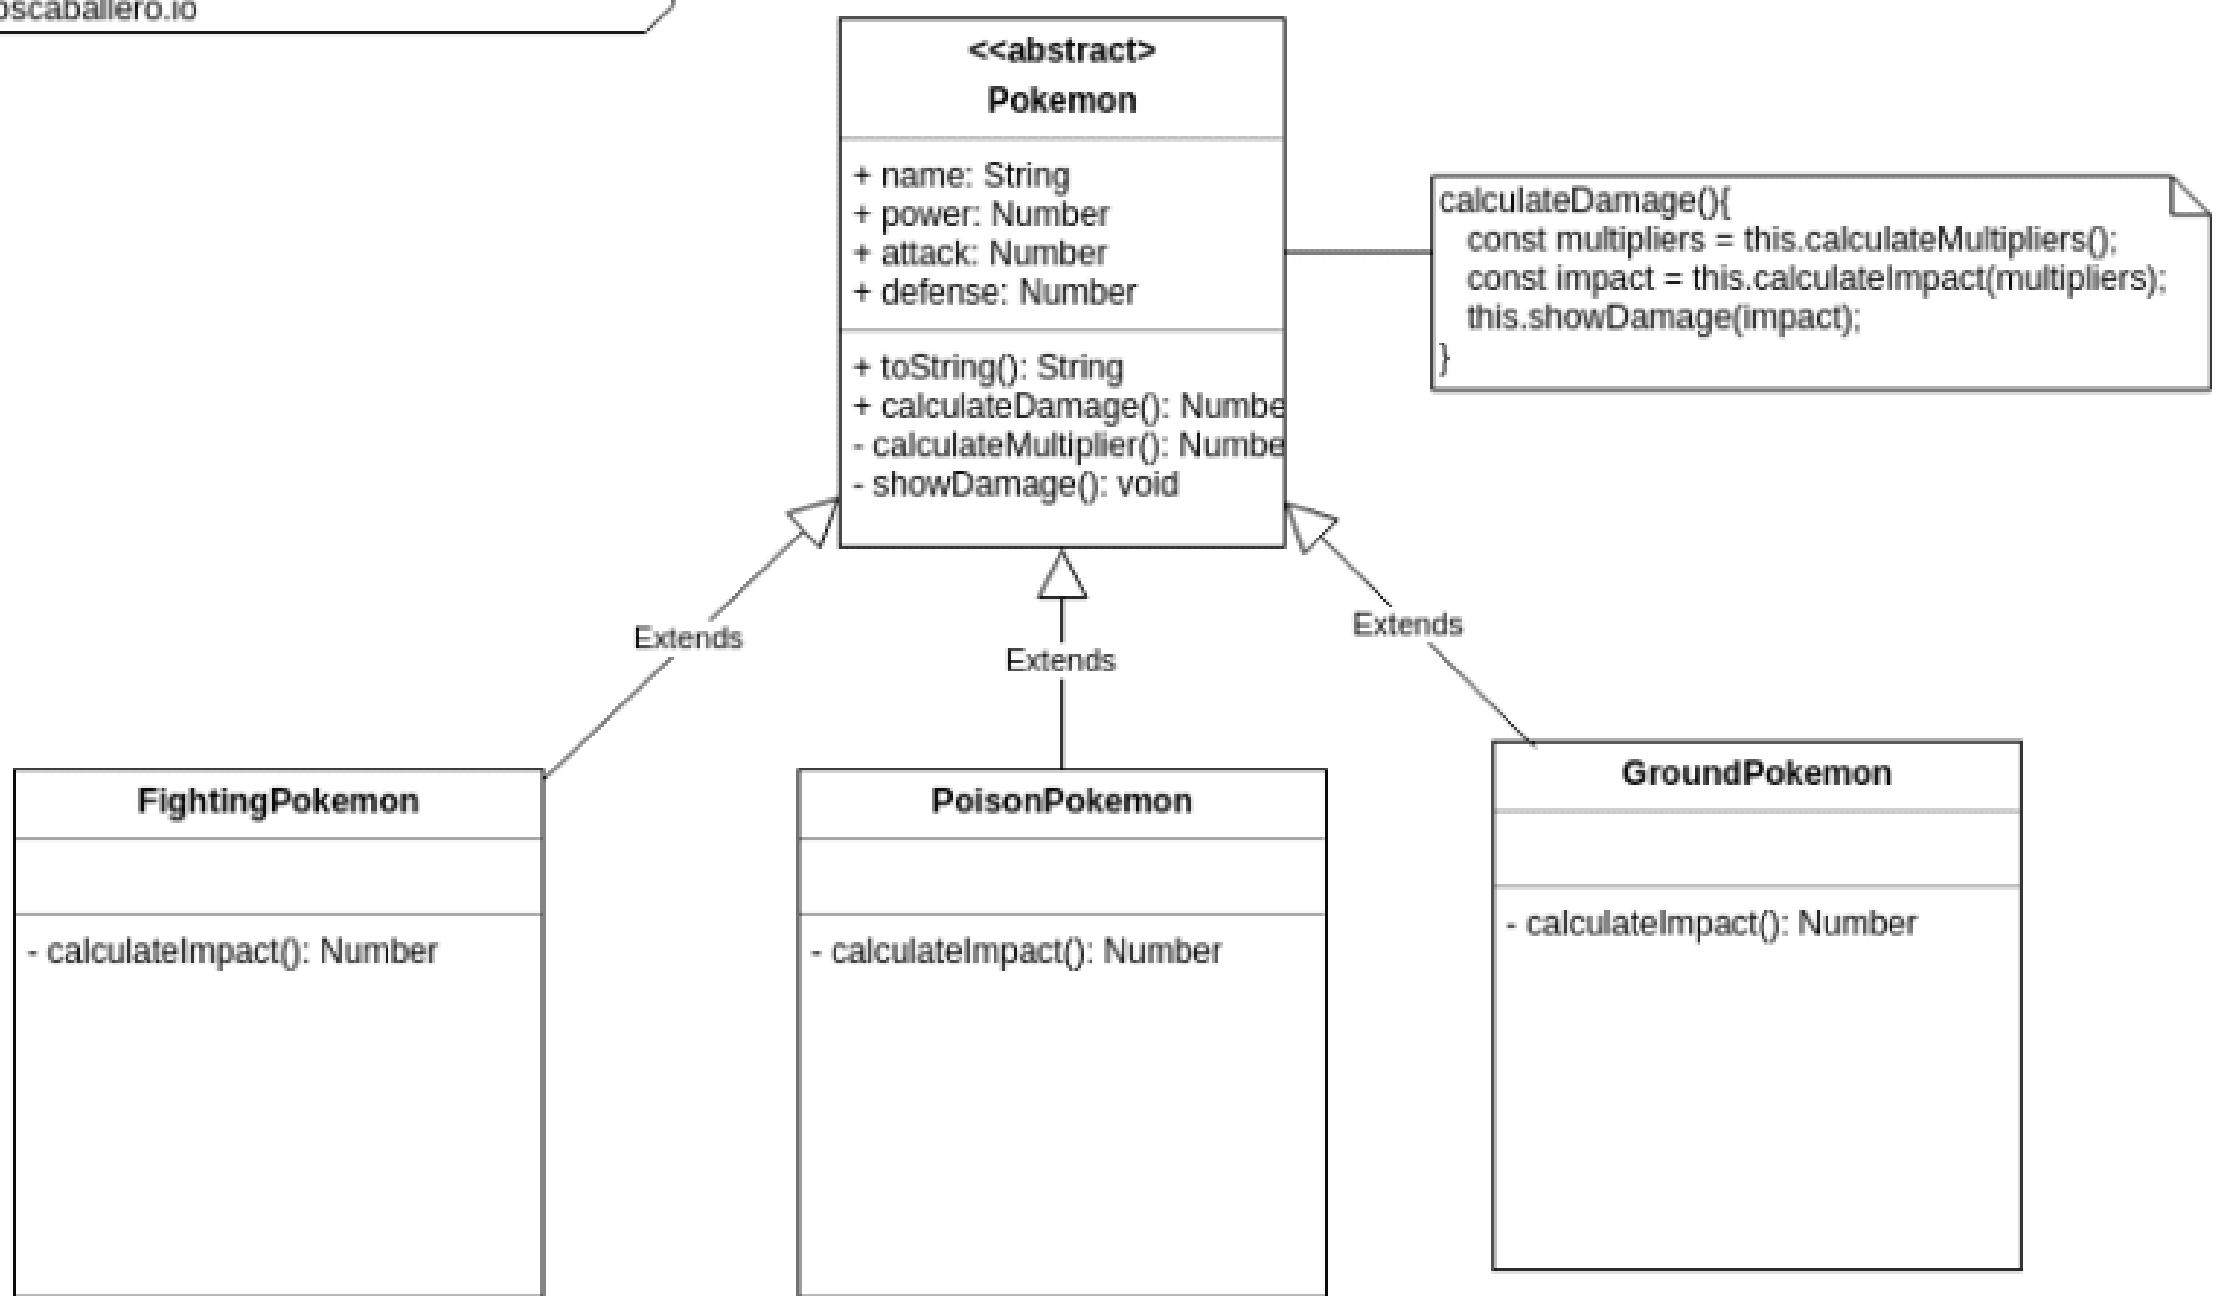 oscaballero.io
<<abstract>
Pokemon
+ name: String
+ power: Number
+ attack: Number
+ defense: Number
+ toString(): String
+ calculateDamage(): Numbe
- calculateMultiplier(): Numbe
- showDamage(): void
calculateDamage(){
const multipliers = this.calculateMultipliers();
const impact = this.calculateImpact(multipliers);
this.showDamage(impact);
}
Extends
Extends
Extends
FightingPokemon
- calculateImpact(): Number
PoisonPokemon
- calculateImpact(): Number
GroundPokemon
- calculateImpact(): Number